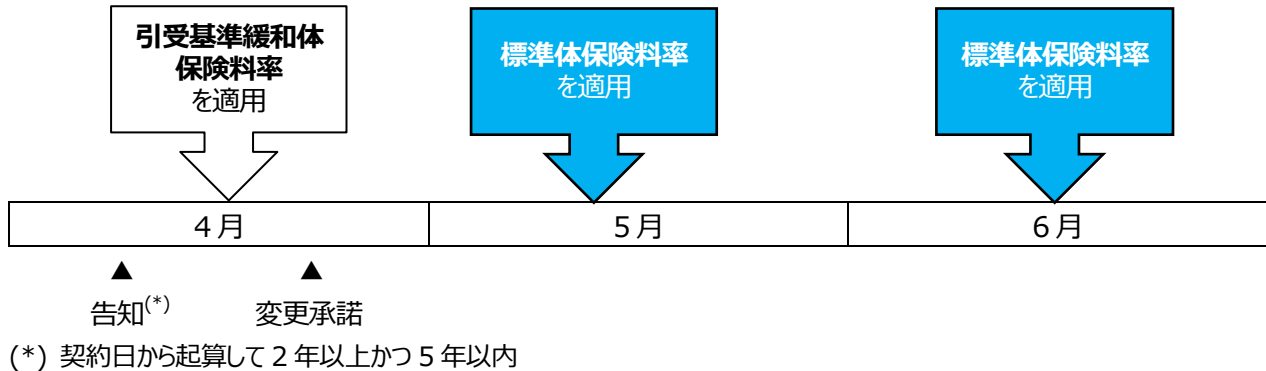 引受基準緩和体
保険料率
を適用
標準体保険料率
を適用
標準体保険料率
を適用
4月
5月
6月
▲
▲
告知(*)
変更承諾
(*) 契約日から起算して2年以上かつ5年以内